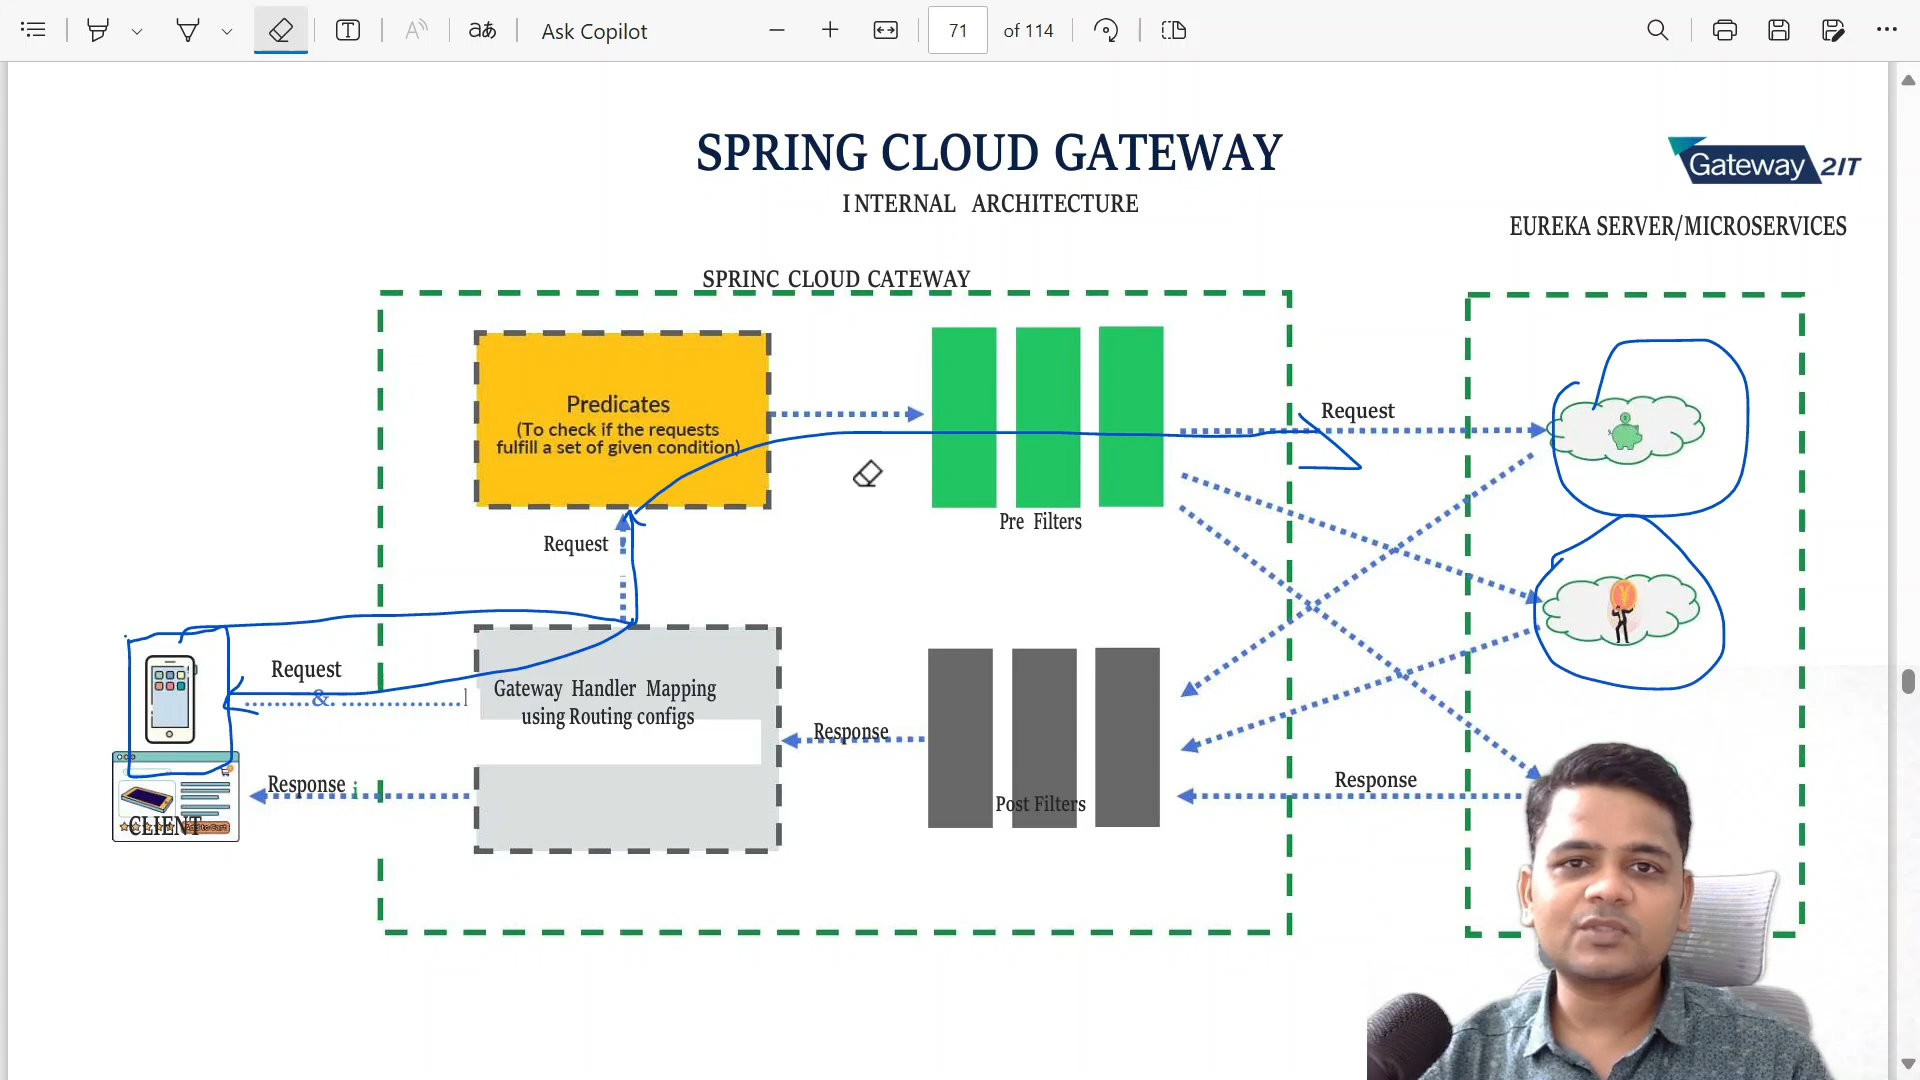 Ask Copilot
71 of 114
SPRING CLOUD GATEWAY
INTERNAL ARCHITECTURE
Gateway 2IT
EUREKA SERVER/MICROSERVICES
SPRINC CLOUD CATEWAY
Predicates
(To check if the requests
fulfill a set of given condition)
Request
Pre Filters
Request
Request
&
Gateway Handler Mapping
using Routing configs
Response
Response
Response i
Post Filters
CLIENT